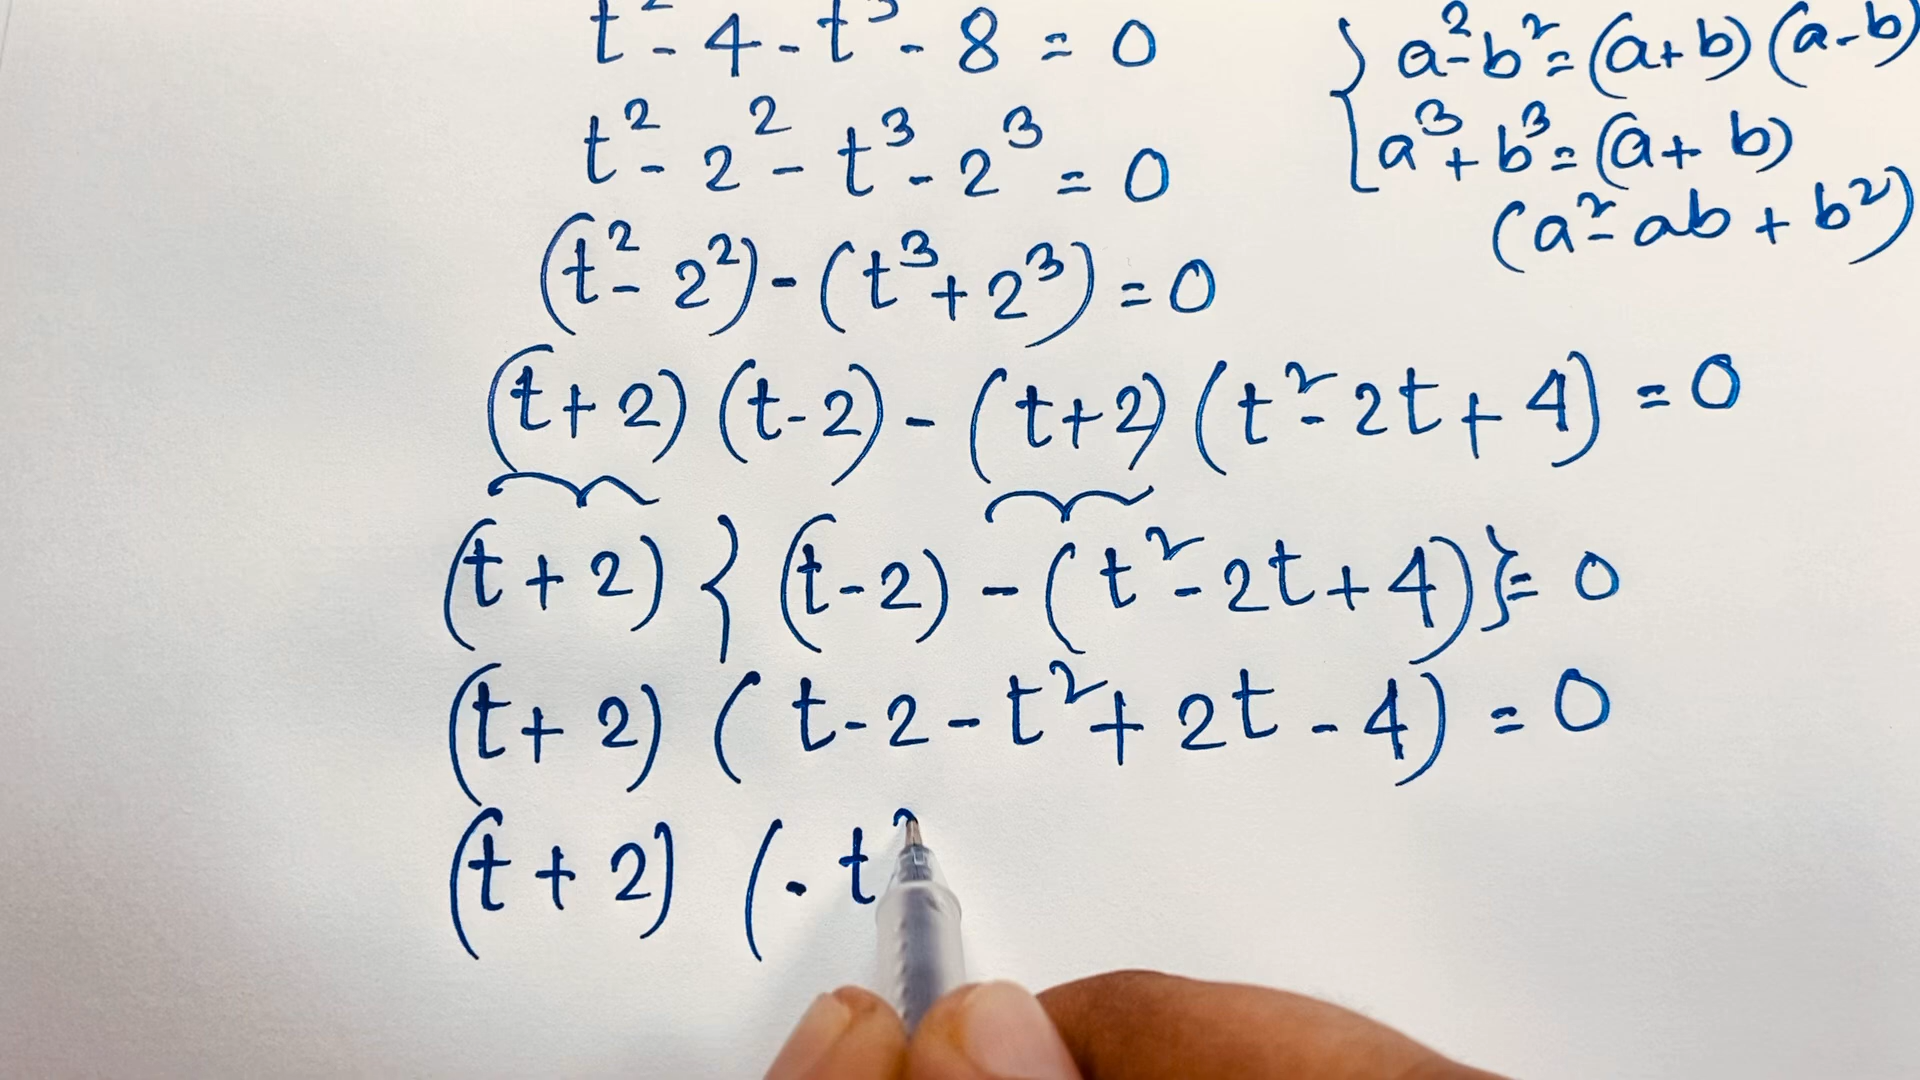 t² - 4 - t³ - 8 = 0
t² - 2² - t³ - 2³ = 0
(t² - 2²) - (t³ + 2³) = 0
(t + 2) (t - 2) - (t + 2) (t² - 2t + 4) = 0
(t + 2) { (t - 2) - (t² - 2t + 4) } = 0
(t + 2) ( t - 2 - t² + 2t - 4) = 0
(t + 2) ( - t²
{ a² - b² = (a + b) (a - b)
a³ + b³ = (a + b)
(a² - ab + b²)